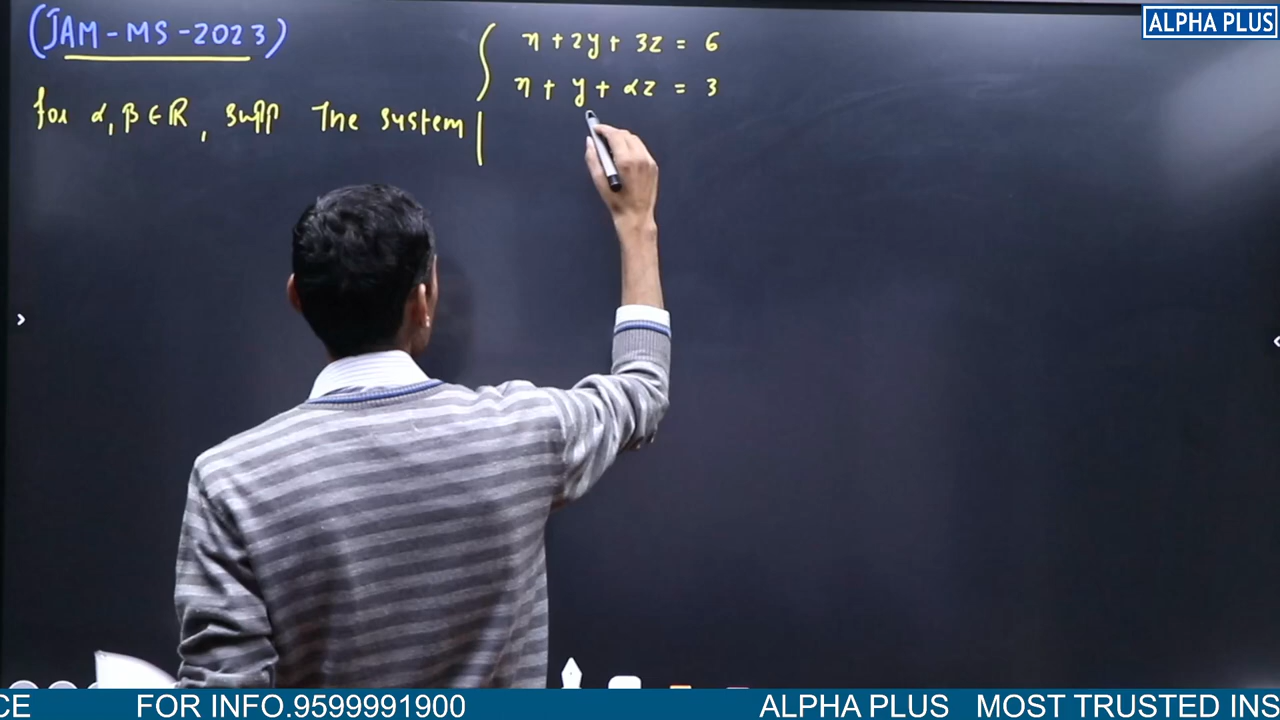 (JAM-MS-2023)
for α, β ∈ ℝ, supp The system
x + 2y + 3z = 6
x + y + αz = 3
ALPHA PLUS
CE FOR INFO.9599991900 ALPHA PLUS MOST TRUSTED INS